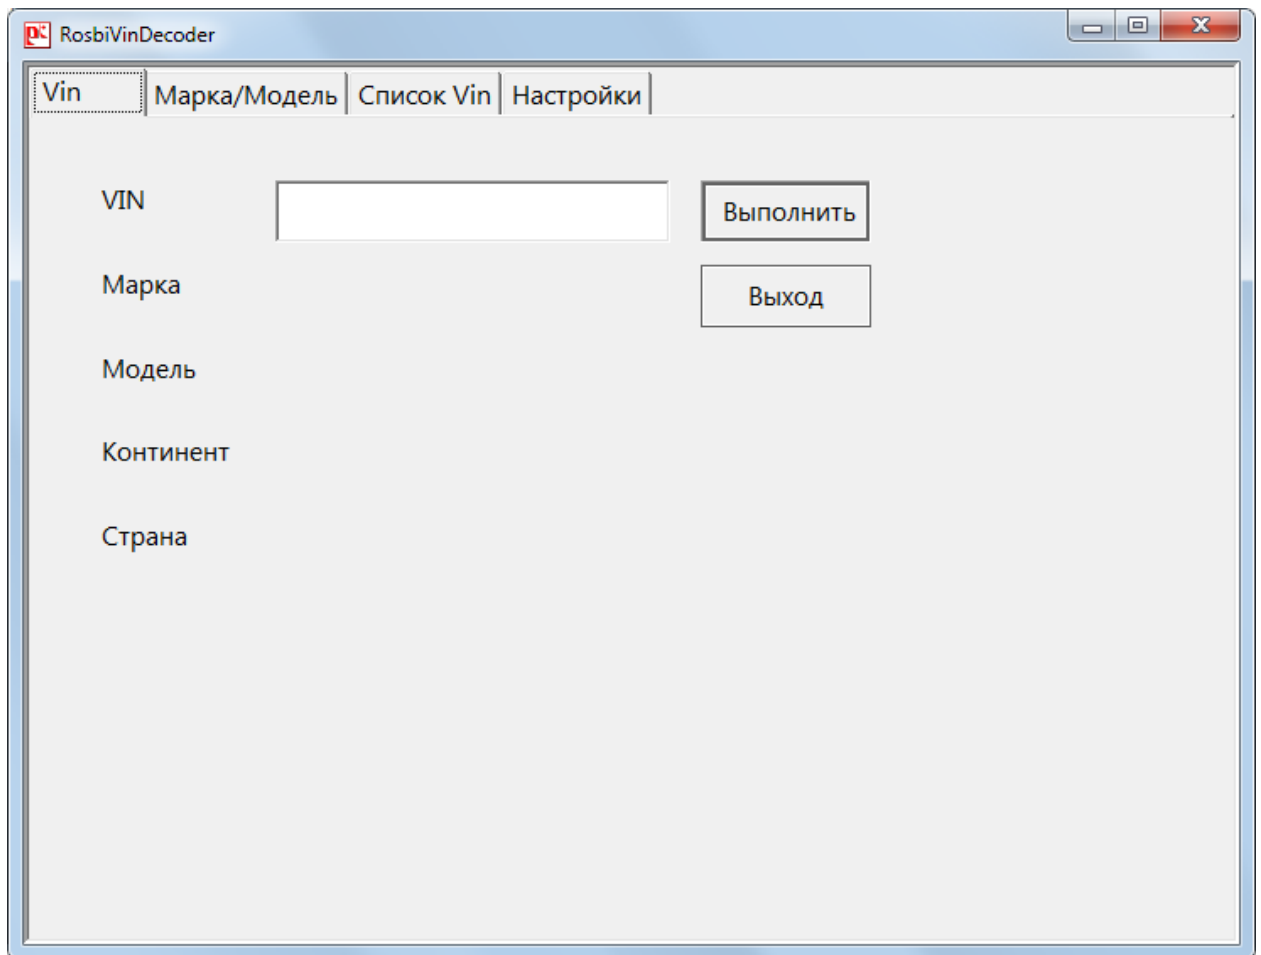 RosbiVinDecoder
Vin Марка/Модель Список Vin Настройки
VIN Выполнить
Марка Выход
Модель
Континент
Страна